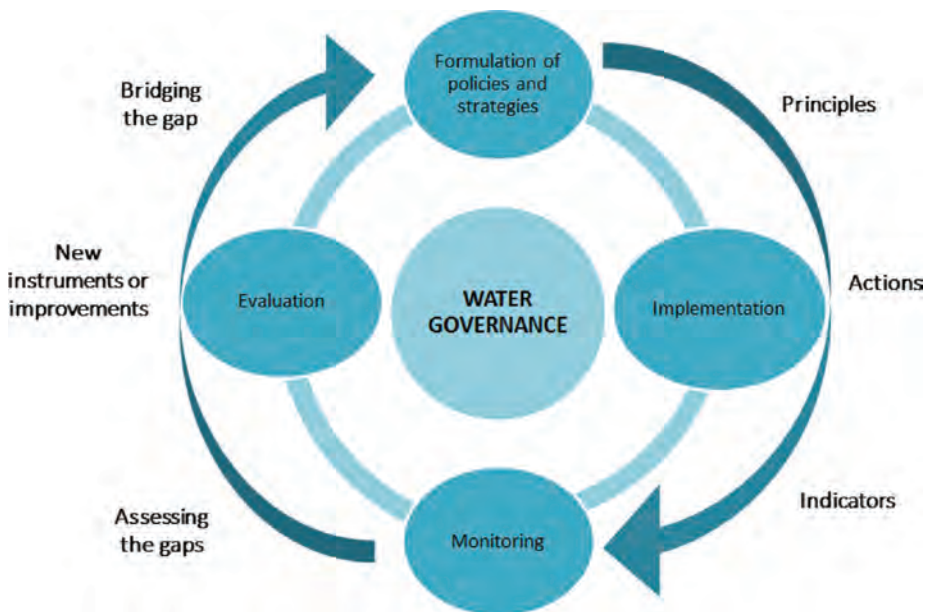 Formulation of
policies and
strategies
Bridging
the gap
Principles
New
instruments or
improvements
Evaluation
WATER
GOVERNANCE
Implementation
Actions
Assessing
the gaps
Monitoring
Indicators